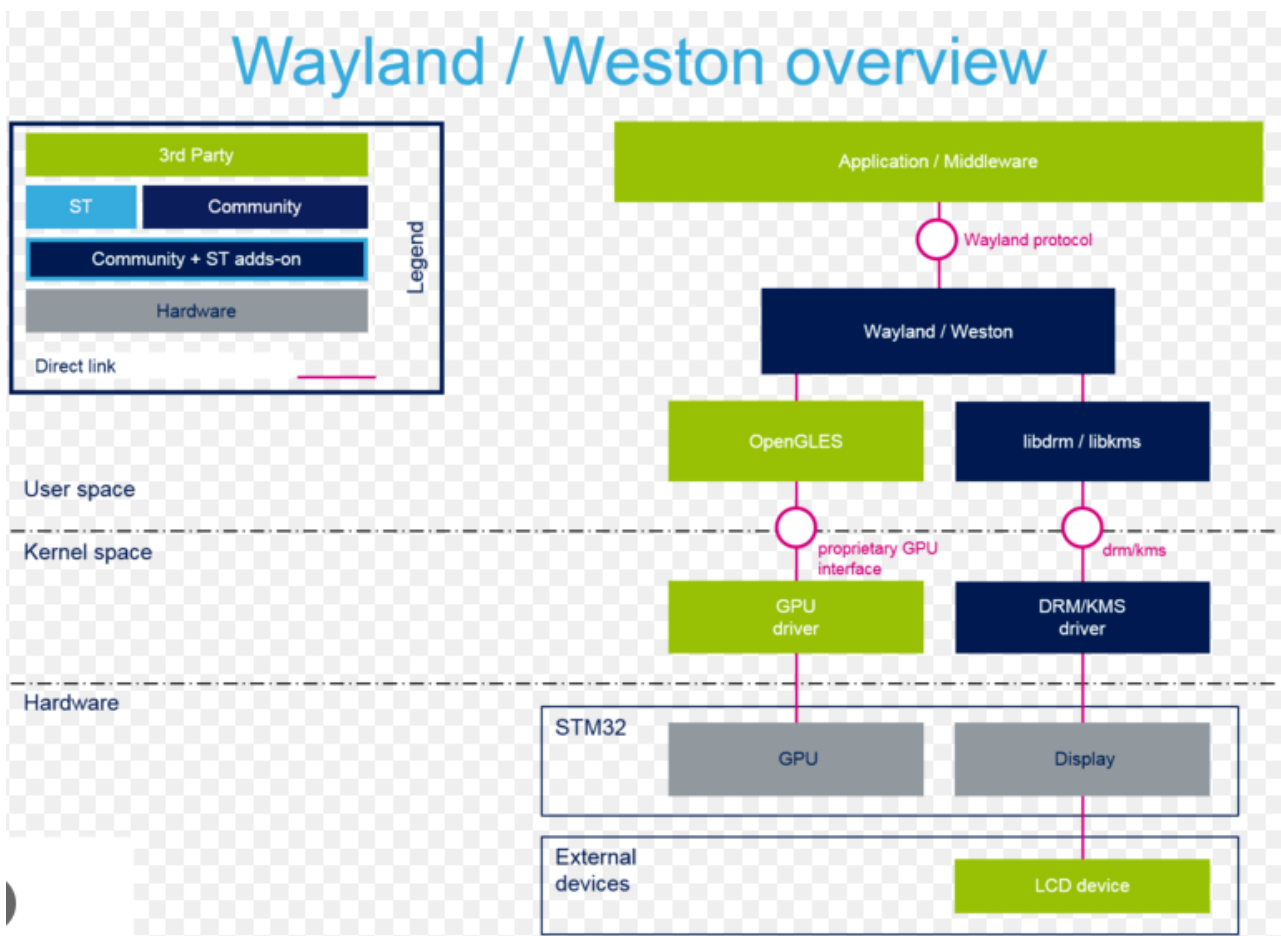 Wayland / Weston overview
3rd Party
ST
Community
Community + ST adds-on
Hardware
Direct link
Legend
Application / Middleware
Wayland protocol
Wayland / Weston
OpenGLES
libdrm / libkms
User space
Kernel space
proprietary GPU
interface
drm/kms
GPU
driver
DRM/KMS
driver
Hardware
STM32
GPU
Display
External
devices
LCD device